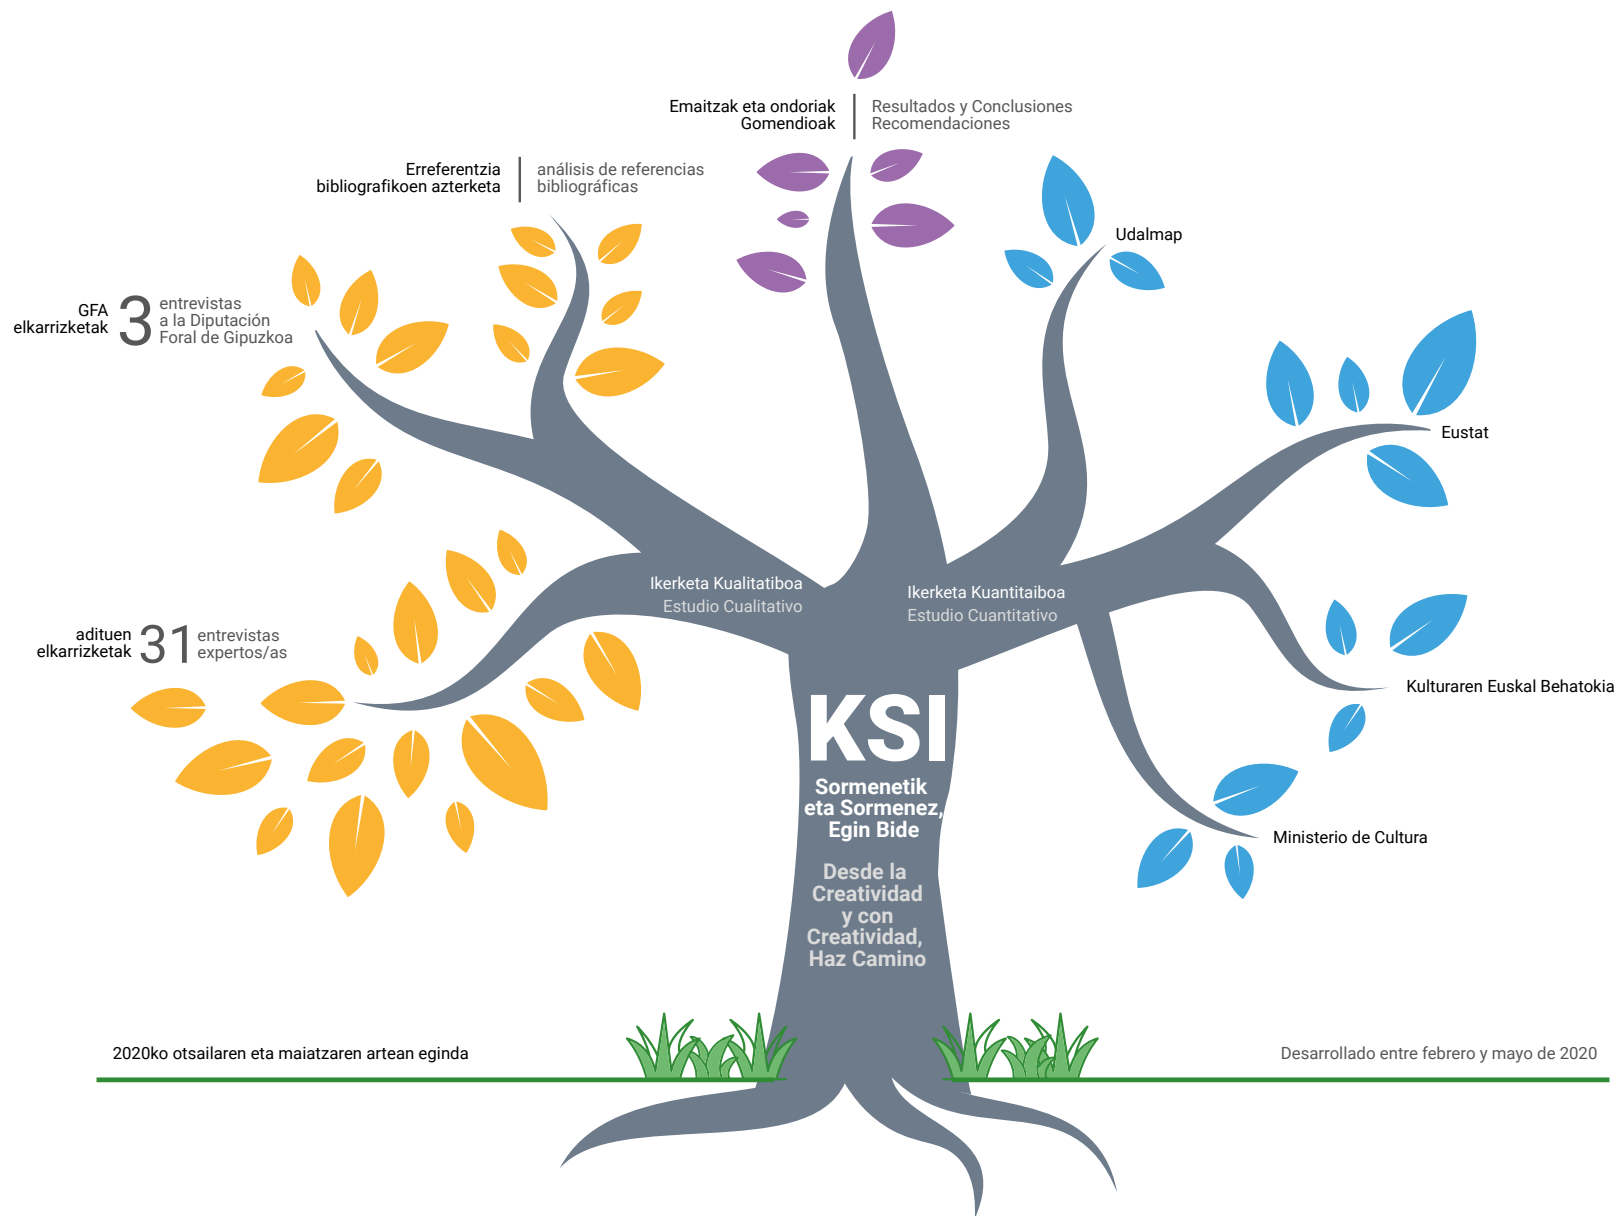 Emaitzak eta ondoriak
Gomendioak
Resultados y Conclusiones
Recomendaciones
Erreferentzia
bibliografikoen azterketa
análisis de referencias
bibliográficas
Udalmap
GFA
elkarrizketak
3
entrevistas
a la Diputación
Foral de Gipuzkoa
Eustat
Ikerketa Kualitatiboa
Estudio Cualitativo
Ikerketa Kuantitaiboa
Estudio Cuantitativo
adituen
elkarrizketak
31
entrevistas
expertos/as
Kulturaren Euskal Behatokia
KSI
Sormenetik
eta Sormenez,
Egin Bide
Ministerio de Cultura
Desde la
Creatividad
y con
Creatividad,
Haz Camino
2020ko otsailaren eta maiatzaren artean eginda
Desarrollado entre febrero y mayo de 2020